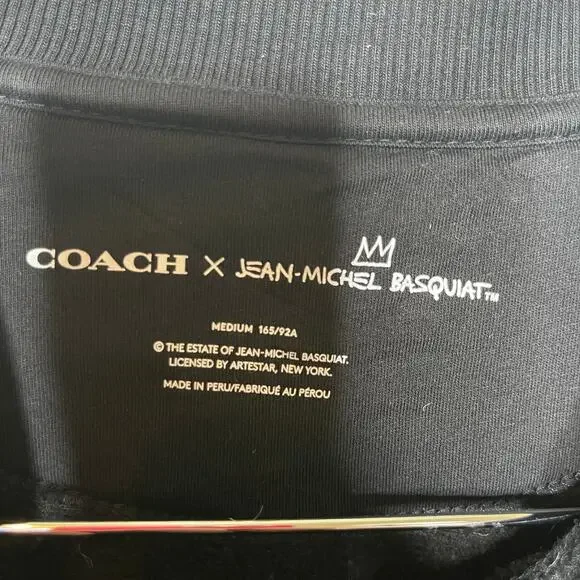 COACH X JEAN-MICHEL BASQUIAT™
MEDIUM 165/92A
© THE ESTATE OF JEAN-MICHEL BASQUIAT.
LICENSED BY ARTESTAR, NEW YORK.
MADE IN PERU/FABRIQUÉ AU PÉROU